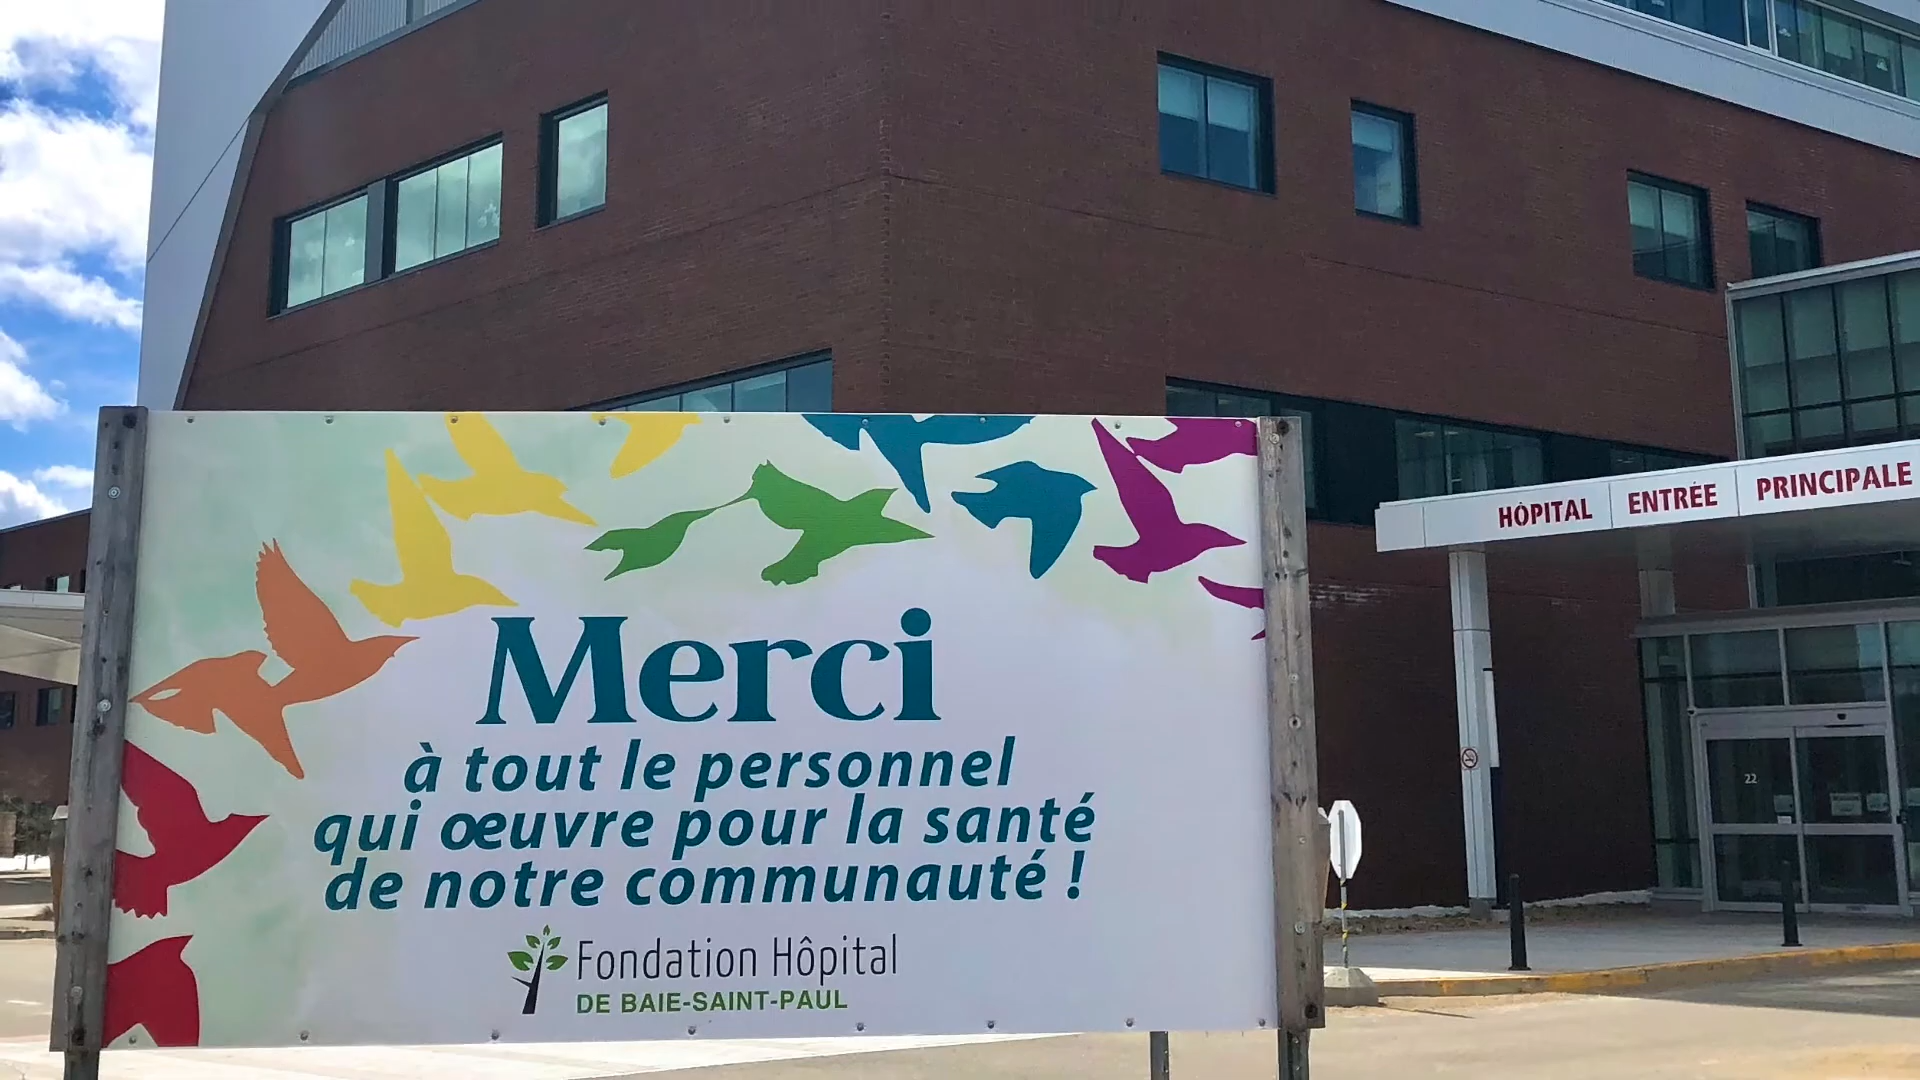 HÔPITAL ENTRÉE PRINCIPALE
Merci
à tout le personnel
qui œuvre pour la santé
de notre communauté !
Fondation Hôpital
DE BAIE-SAINT-PAUL
22